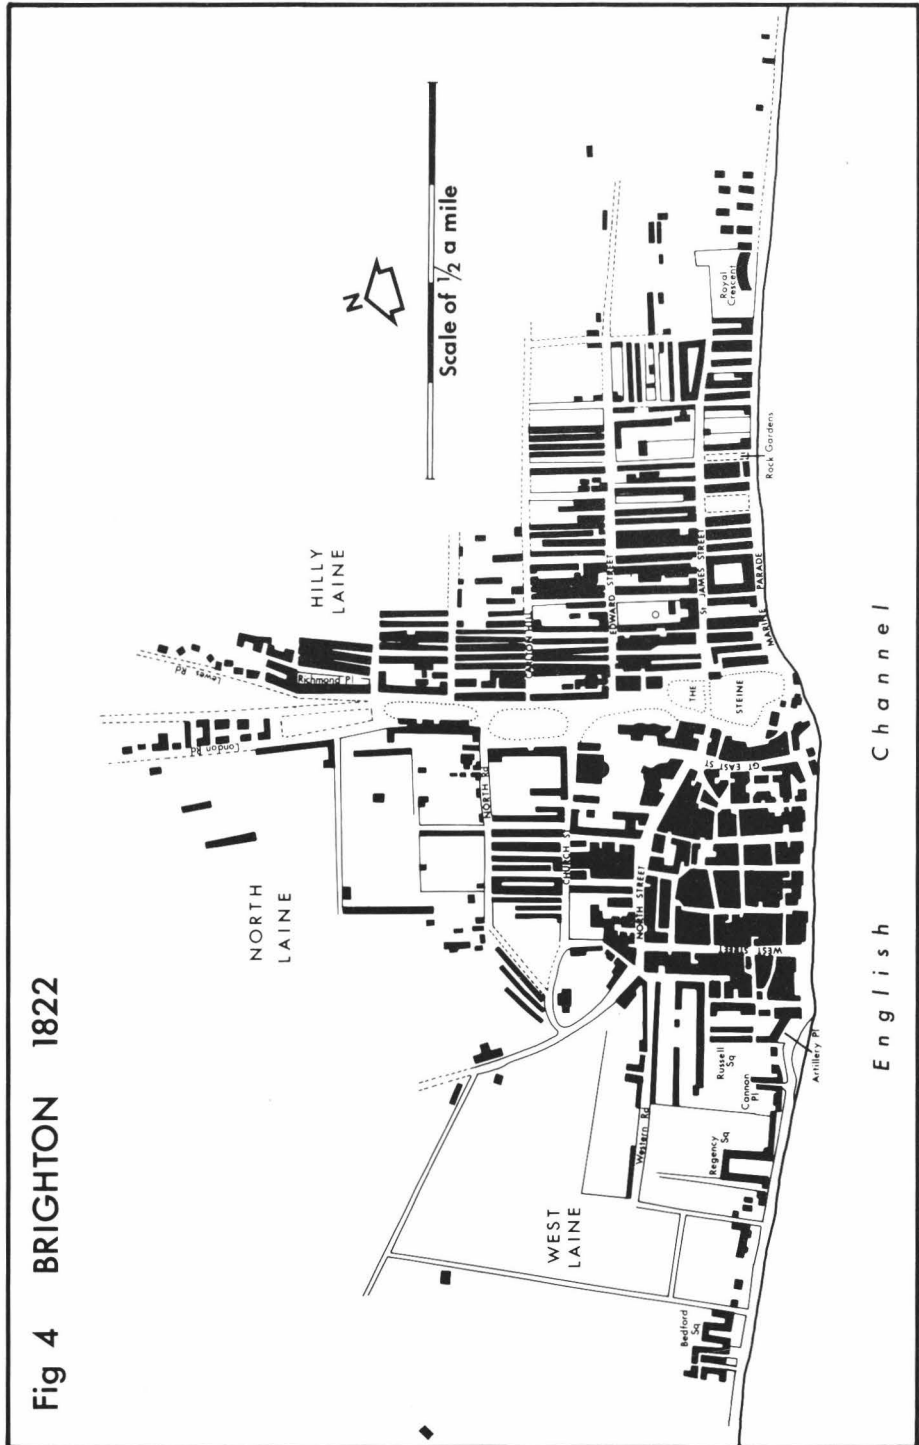 Fig 4 BRIGHTON 1822
N
Scale of 1/2 a mile
HILLY
LAINE
NORTH
LAINE
WEST
LAINE
Lewes
Rd
London
Rd
Richmond Pl
NORTH Rd
CHURCH St
CARLTON HILL
EDWARD STREET
St JAMES STREET
MARINE PARADE
THE
STEINE
GT EAST ST
NORTH STREET
WEST STREET
Western Rd
Royal
Crescent
Rock Gardens
Russell
Sq
Cannon
Pl
Artillery Pl
Regency
Sq
Bedford
Sq
English Channel